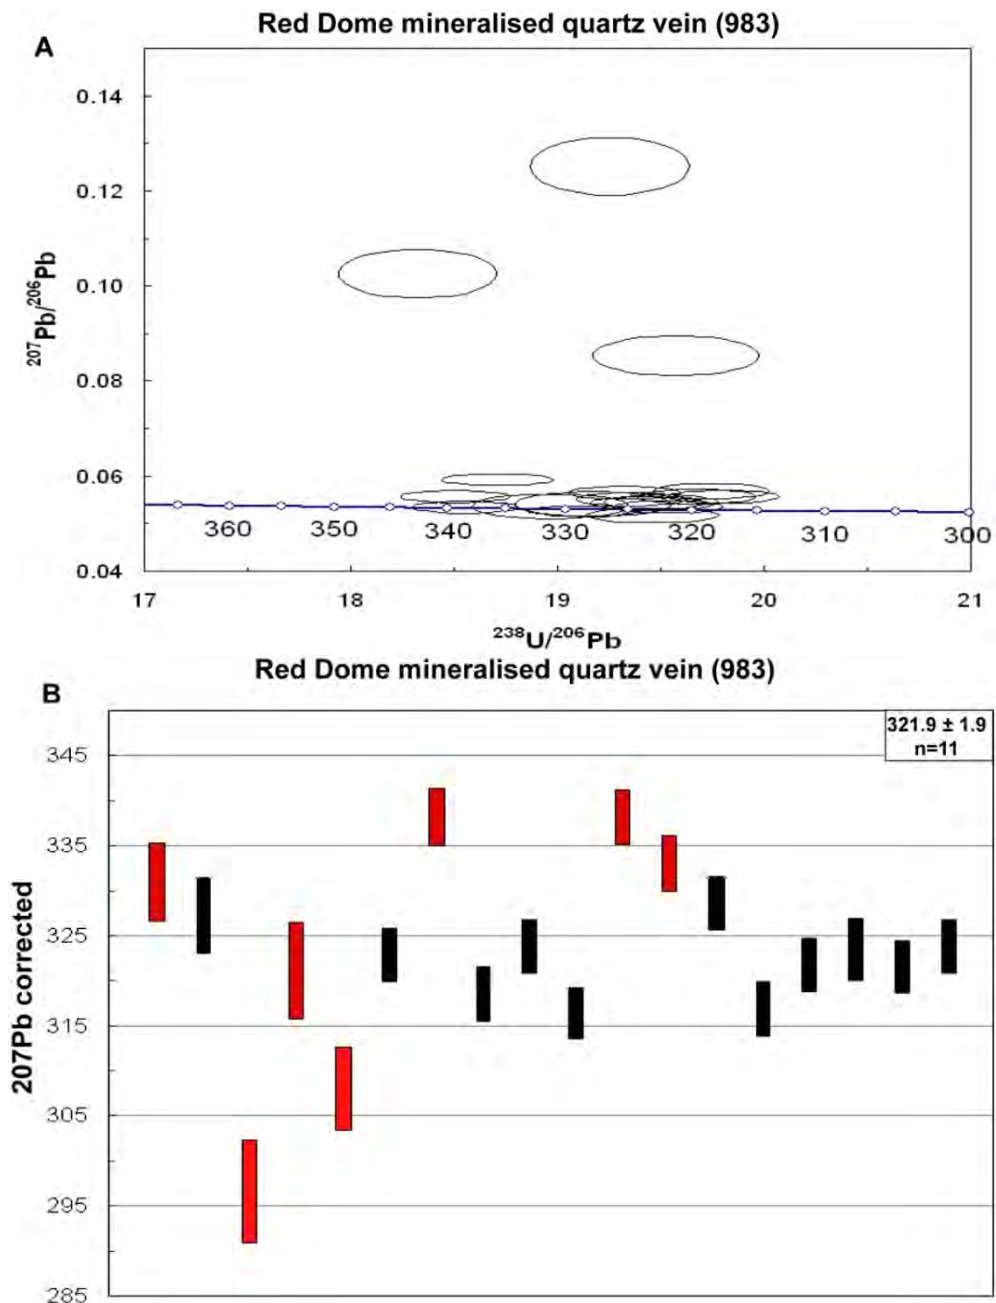 Red Dome mineralised quartz vein (983)
A
0.14
0.12
0.10
0.08
0.06
0.04
²⁰⁷Pb/²⁰⁶Pb
360 350 340 330 320 310 300
17 18 19 20 21
²³⁸U/²⁰⁶Pb
Red Dome mineralised quartz vein (983)
B
321.9 ± 1.9
n=11
345
335
325
315
305
295
285
207Pb corrected